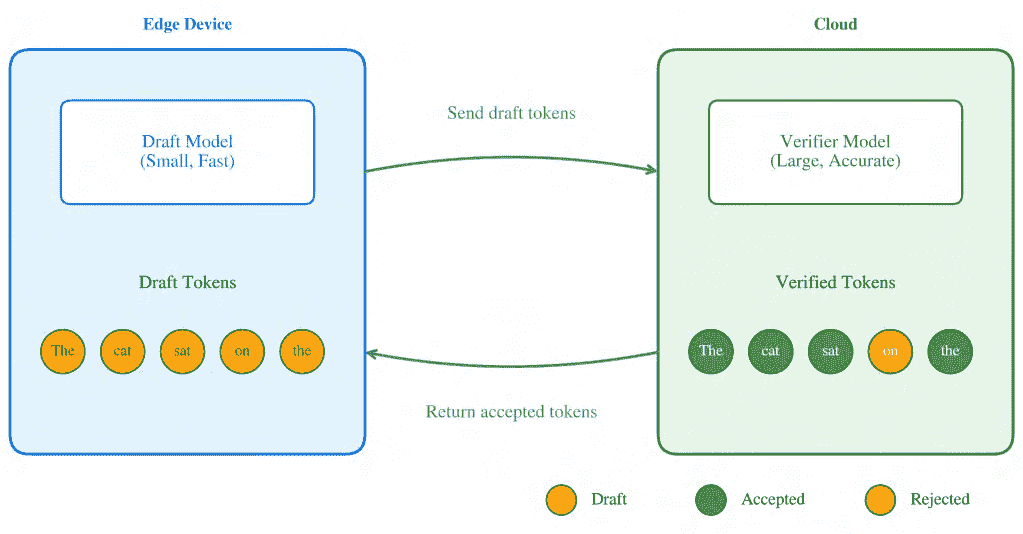 Edge Device
Cloud
Send draft tokens
Draft Model
(Small, Fast)
Verifier Model
(Large, Accurate)
Draft Tokens
Verified Tokens
The cat sat on the
The cat sat on the
Return accepted tokens
Draft
Accepted
Rejected